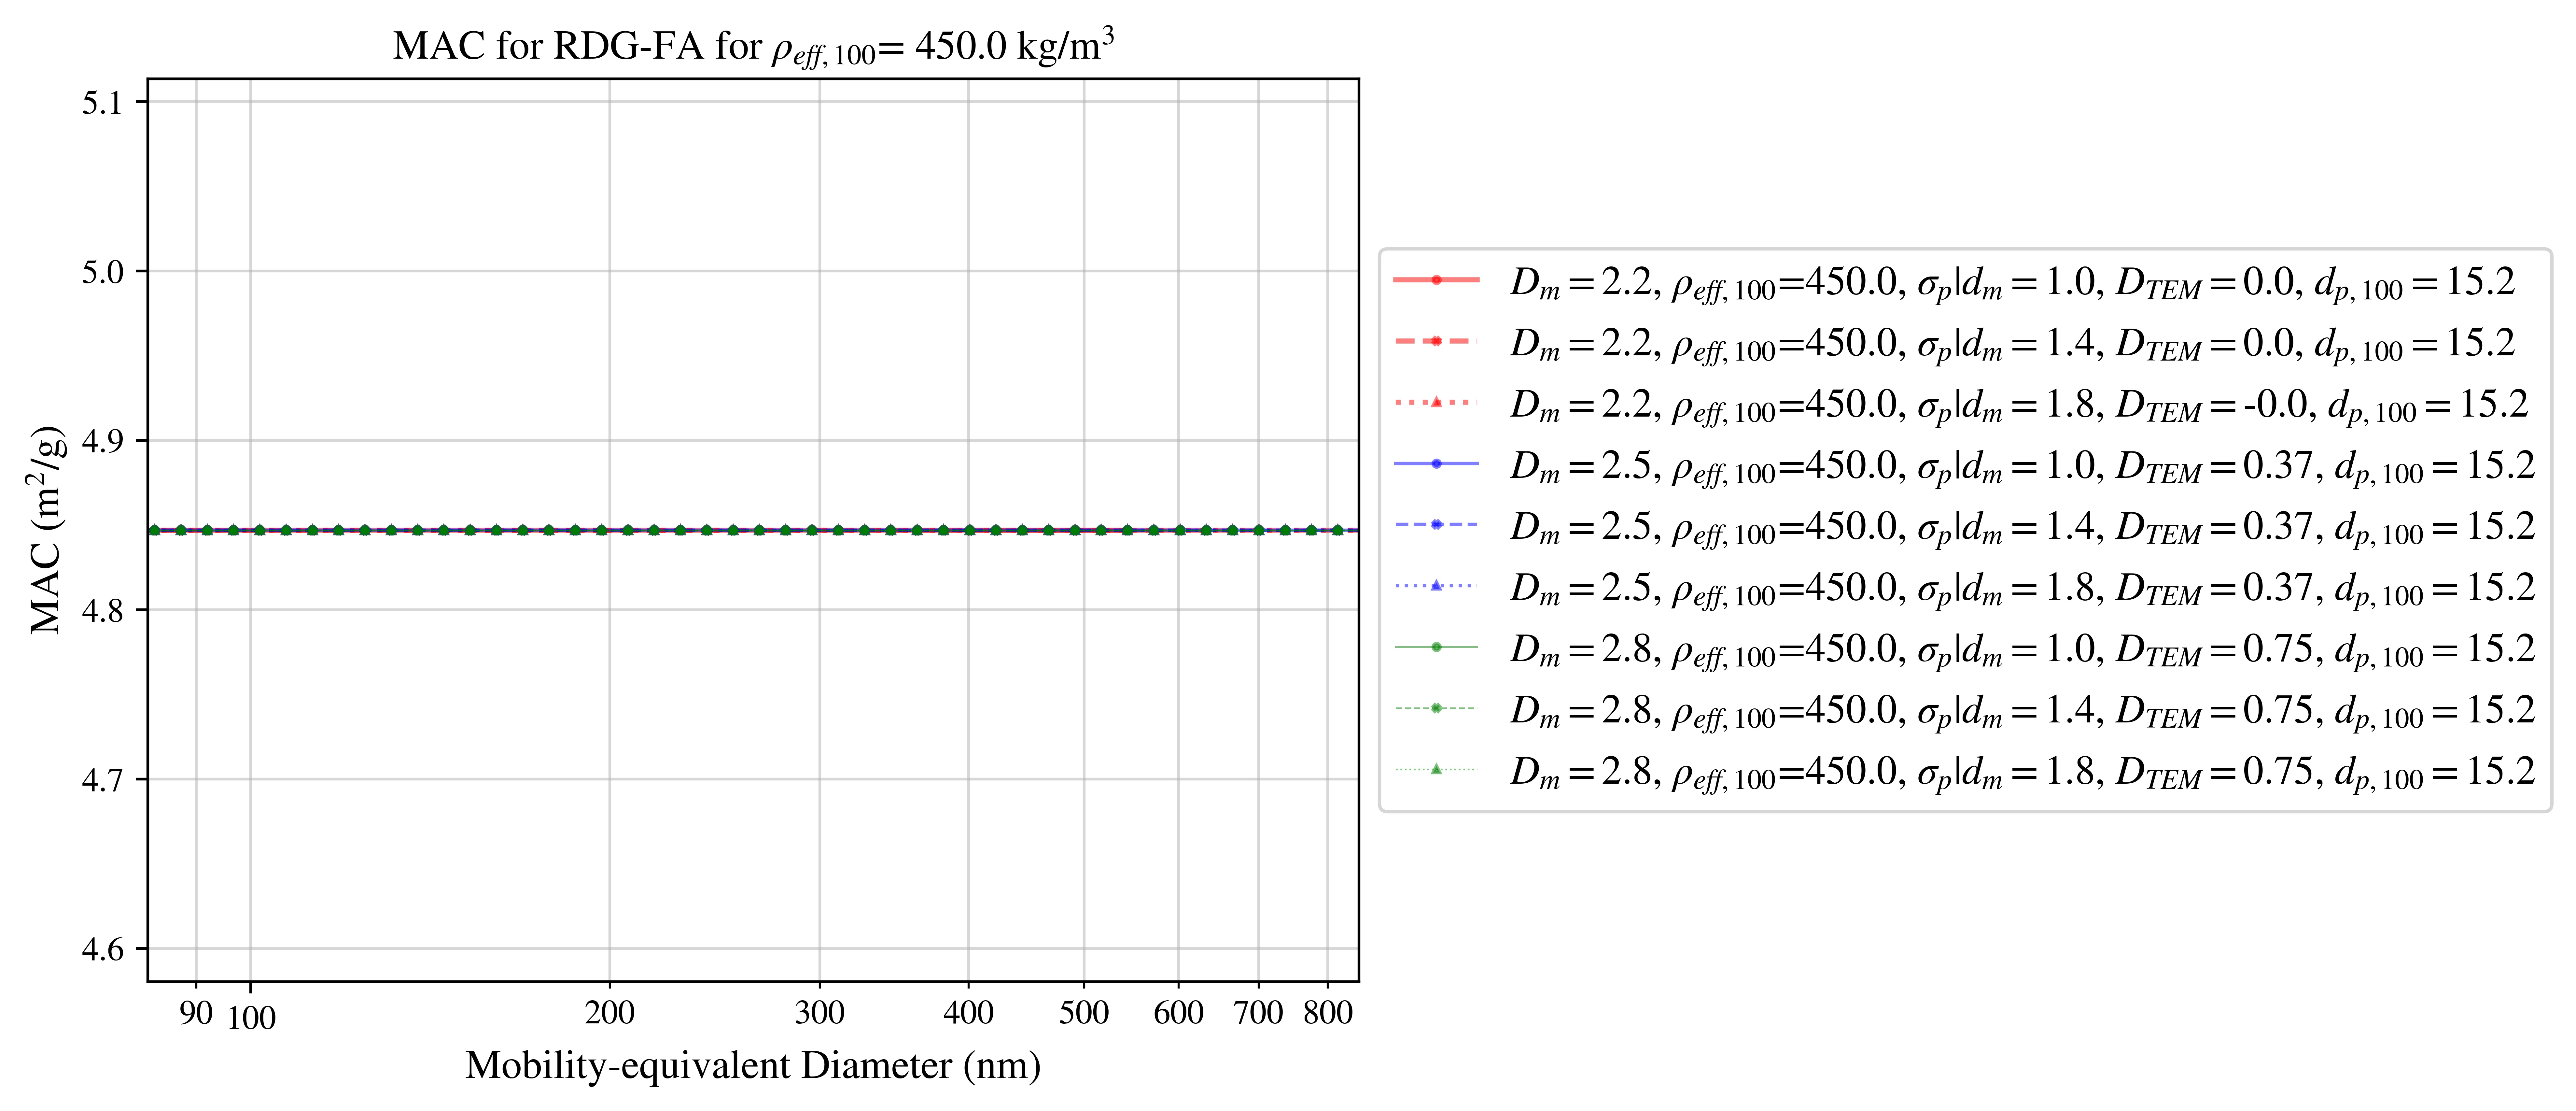 MAC for RDG-FA for ρeff,100= 450.0 kg/m³
5.1
5.0
4.9
4.8
4.7
4.6
MAC (m²/g)
90 100 200 300 400 500 600 700 800
Mobility-equivalent Diameter (nm)
Dm = 2.2, ρeff,100=450.0, σp|dm = 1.0, DTEM = 0.0, dp,100 = 15.2
Dm = 2.2, ρeff,100=450.0, σp|dm = 1.4, DTEM = 0.0, dp,100 = 15.2
Dm = 2.2, ρeff,100=450.0, σp|dm = 1.8, DTEM = -0.0, dp,100 = 15.2
Dm = 2.5, ρeff,100=450.0, σp|dm = 1.0, DTEM = 0.37, dp,100 = 15.2
Dm = 2.5, ρeff,100=450.0, σp|dm = 1.4, DTEM = 0.37, dp,100 = 15.2
Dm = 2.5, ρeff,100=450.0, σp|dm = 1.8, DTEM = 0.37, dp,100 = 15.2
Dm = 2.8, ρeff,100=450.0, σp|dm = 1.0, DTEM = 0.75, dp,100 = 15.2
Dm = 2.8, ρeff,100=450.0, σp|dm = 1.4, DTEM = 0.75, dp,100 = 15.2
Dm = 2.8, ρeff,100=450.0, σp|dm = 1.8, DTEM = 0.75, dp,100 = 15.2